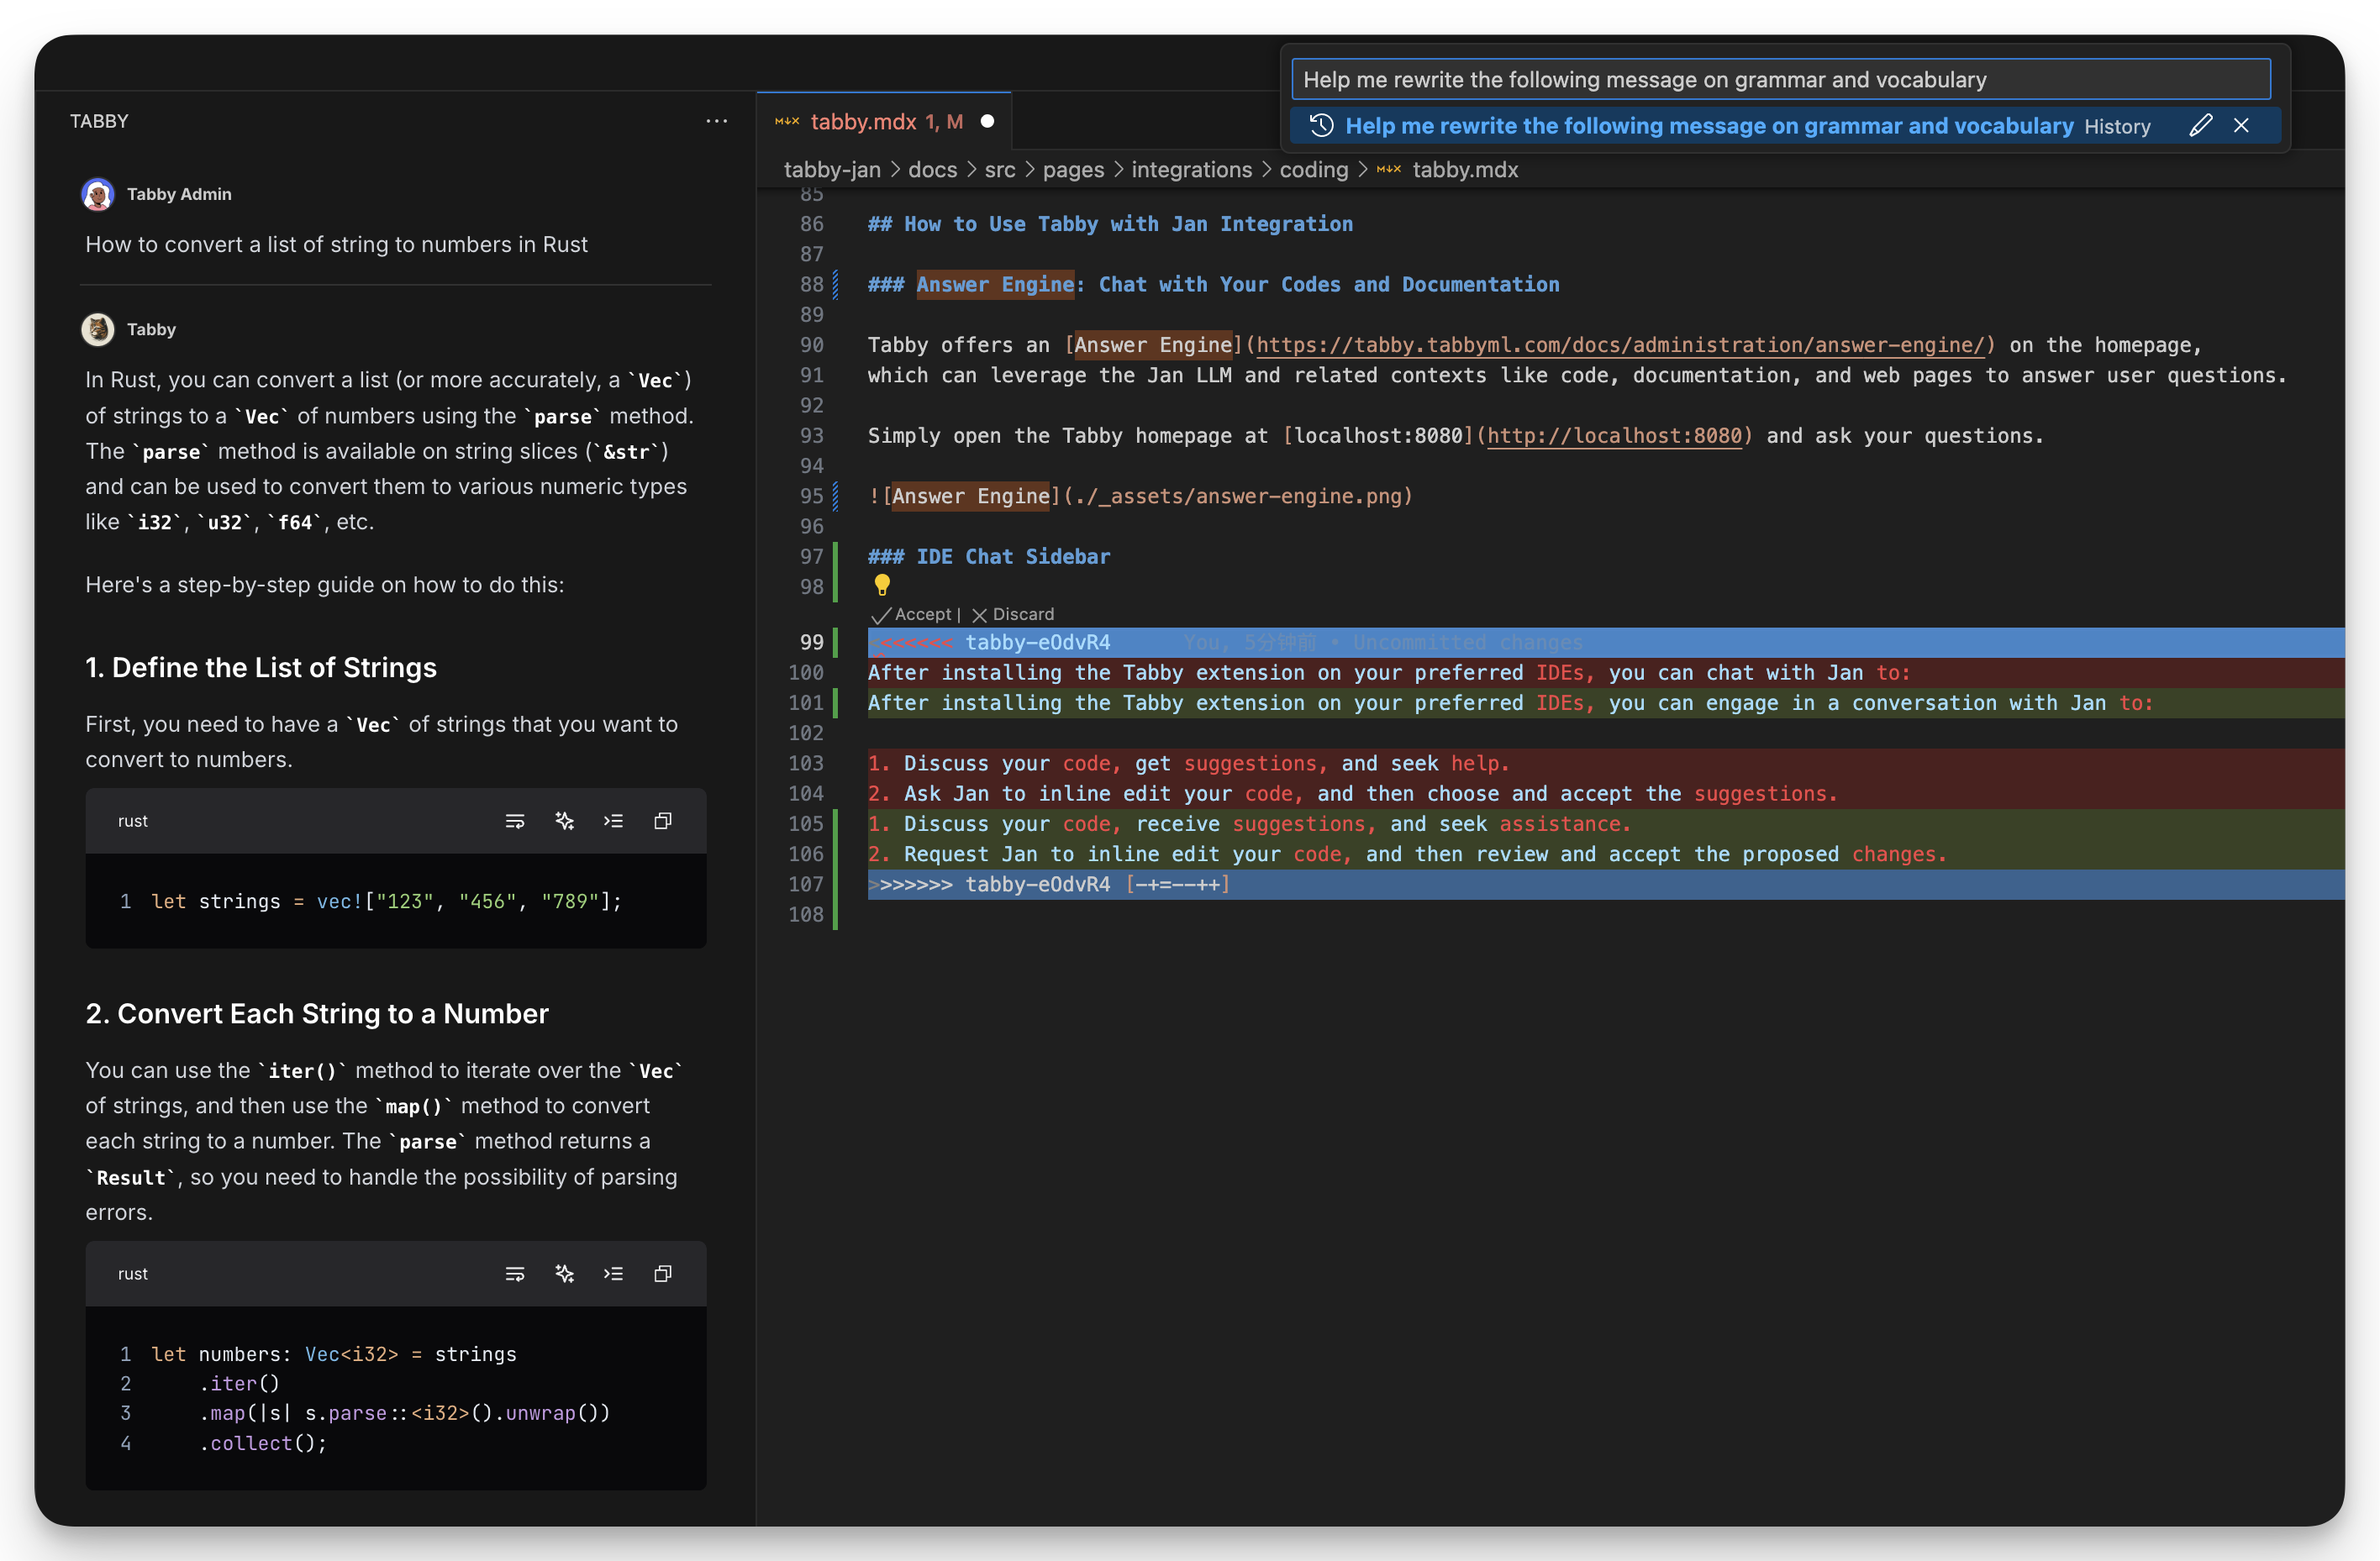 TABBY
Tabby Admin
How to convert a list of string to numbers in Rust
Tabby
In Rust, you can convert a list (or more accurately, a `Vec`)
of strings to a `Vec` of numbers using the `parse` method.
The `parse` method is available on string slices (`&str`)
and can be used to convert them to various numeric types
like `i32`, `u32`, `f64`, etc.
Here's a step-by-step guide on how to do this:
1. Define the List of Strings
First, you need to have a `Vec` of strings that you want to
convert to numbers.
rust
1 let strings = vec!["123", "456", "789"];
2. Convert Each String to a Number
You can use the `iter()` method to iterate over the `Vec`
of strings, and then use the `map()` method to convert
each string to a number. The `parse` method returns a
`Result`, so you need to handle the possibility of parsing
errors.
rust
1 let numbers: Vec<i32> = strings
2     .iter()
3     .map(|s| s.parse::<i32>().unwrap())
4     .collect();
Help me rewrite the following message on grammar and vocabulary
Help me rewrite the following message on grammar and vocabulary History
tabby.mdx 1, M
tabby-jan > docs > src > pages > integrations > coding > tabby.mdx
85
86 ## How to Use Tabby with Jan Integration
87
88 ### Answer Engine: Chat with Your Codes and Documentation
89
90 Tabby offers an [Answer Engine](https://tabby.tabbyml.com/docs/administration/answer-engine/) on the homepage,
91 which can leverage the Jan LLM and related contexts like code, documentation, and web pages to answer user questions.
92
93 Simply open the Tabby homepage at [localhost:8080](http://localhost:8080) and ask your questions.
94
95 ![Answer Engine](./_assets/answer-engine.png)
96
97 ### IDE Chat Sidebar
98
Accept | Discard
99 <<<<<<< tabby-eOdvR4 You, 5分钟前 • Uncommitted changes
100 After installing the Tabby extension on your preferred IDEs, you can chat with Jan to:
101 After installing the Tabby extension on your preferred IDEs, you can engage in a conversation with Jan to:
102
103 1. Discuss your code, get suggestions, and seek help.
104 2. Ask Jan to inline edit your code, and then choose and accept the suggestions.
105 1. Discuss your code, receive suggestions, and seek assistance.
106 2. Request Jan to inline edit your code, and then review and accept the proposed changes.
107 >>>>>>> tabby-eOdvR4 [-+=--++]
108